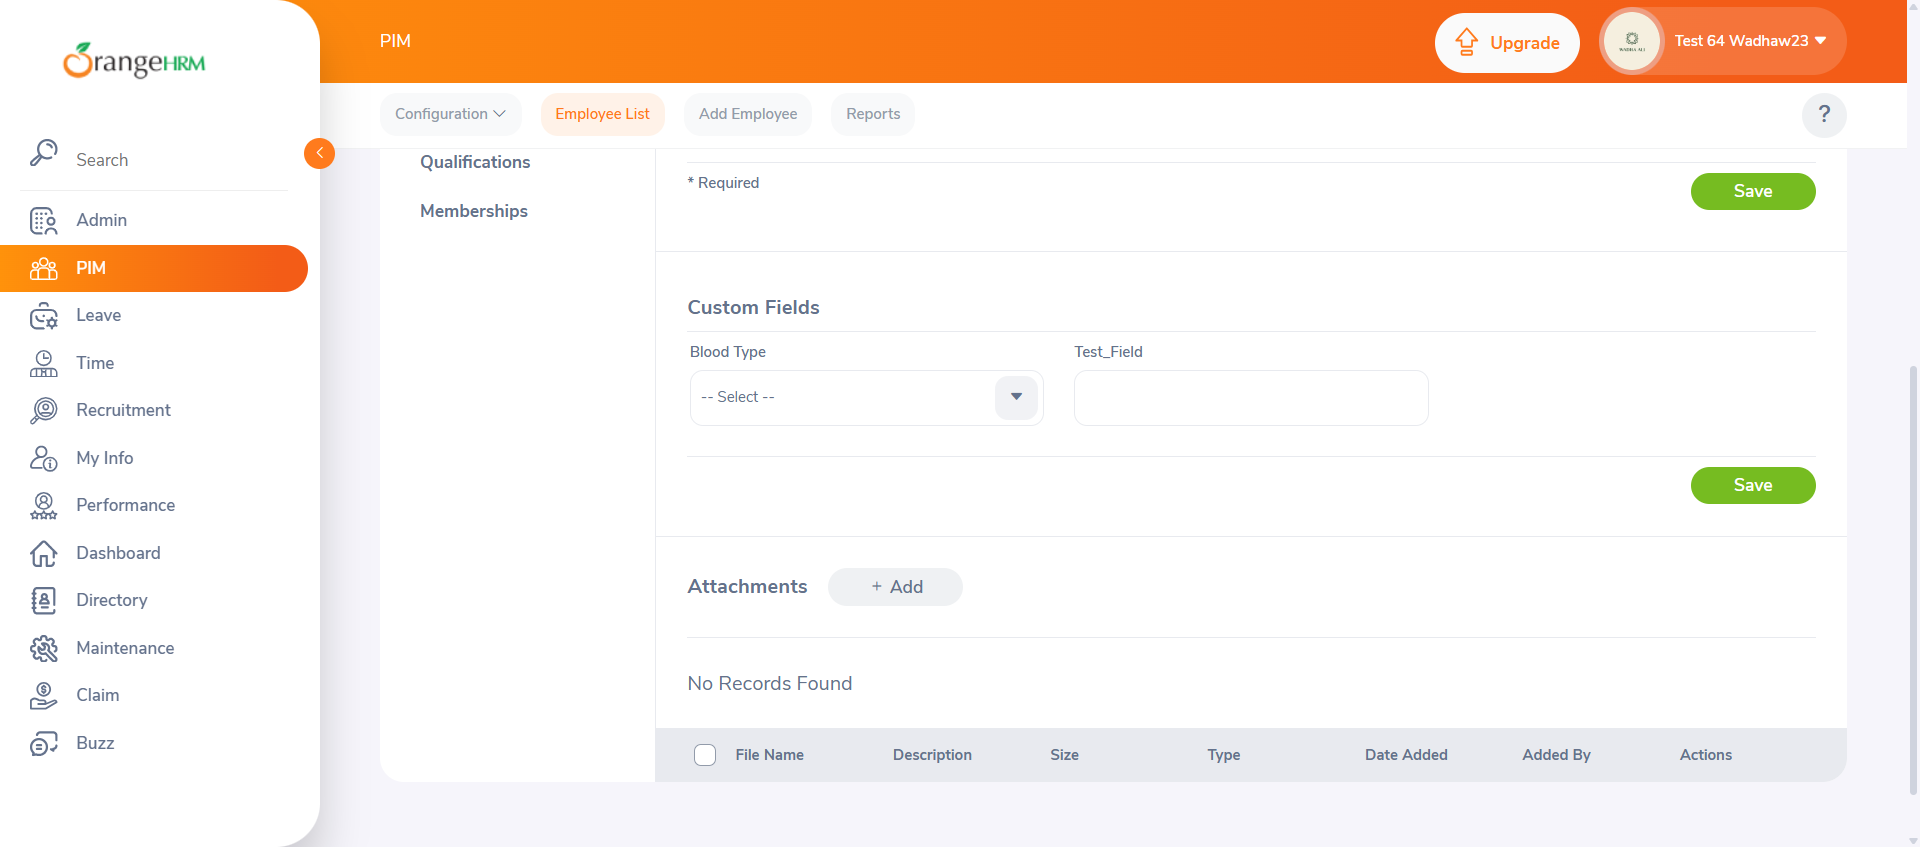 OrangeHRM
Search
Admin
PIM
Leave
Time
Recruitment
My Info
Performance
Dashboard
Directory
Maintenance
Claim
Buzz
PIM
Upgrade
Test 64 Wadhaw23
Configuration
Employee List
Add Employee
Reports
?
Qualifications
Memberships
* Required
Save
Custom Fields
Blood Type
Test_Field
-- Select --
Save
Attachments
+ Add
No Records Found
File Name
Description
Size
Type
Date Added
Added By
Actions